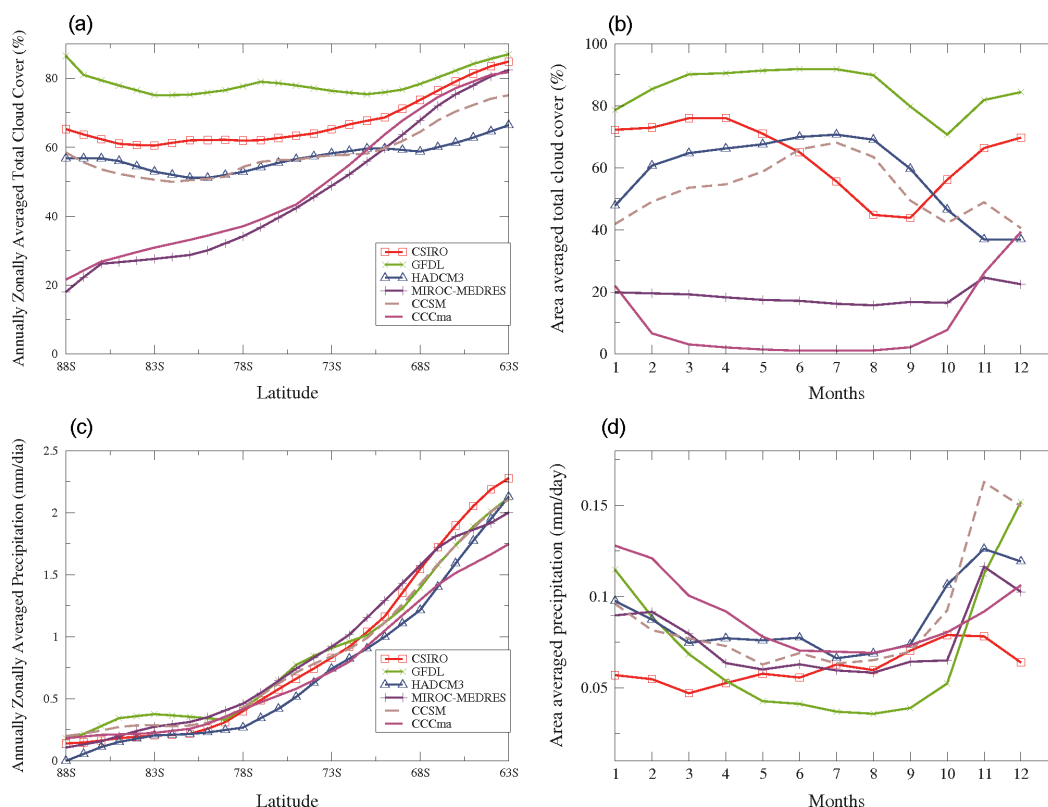 (a)
Annually Zonally Averaged Total Cloud Cover (%)
80
60
40
20
0
88S 83S 78S 73S 68S 63S
Latitude
CSIRO
GFDL
HADCM3
MIROC-MEDRES
CCSM
CCCma
(b)
Area averaged total cloud cover (%)
100
80
60
40
20
0
1 2 3 4 5 6 7 8 9 10 11 12
Months
(c)
Annually Zonally Averaged Precipitation (mm/dia)
2.5
2
1.5
1
0.5
0
88S 83S 78S 73S 68S 63S
Latitude
CSIRO
GFDL
HADCM3
MIROC-MEDRES
CCSM
CCCma
(d)
Area averaged precipitation (mm/day)
0.15
0.1
0.05
1 2 3 4 5 6 7 8 9 10 11 12
Months